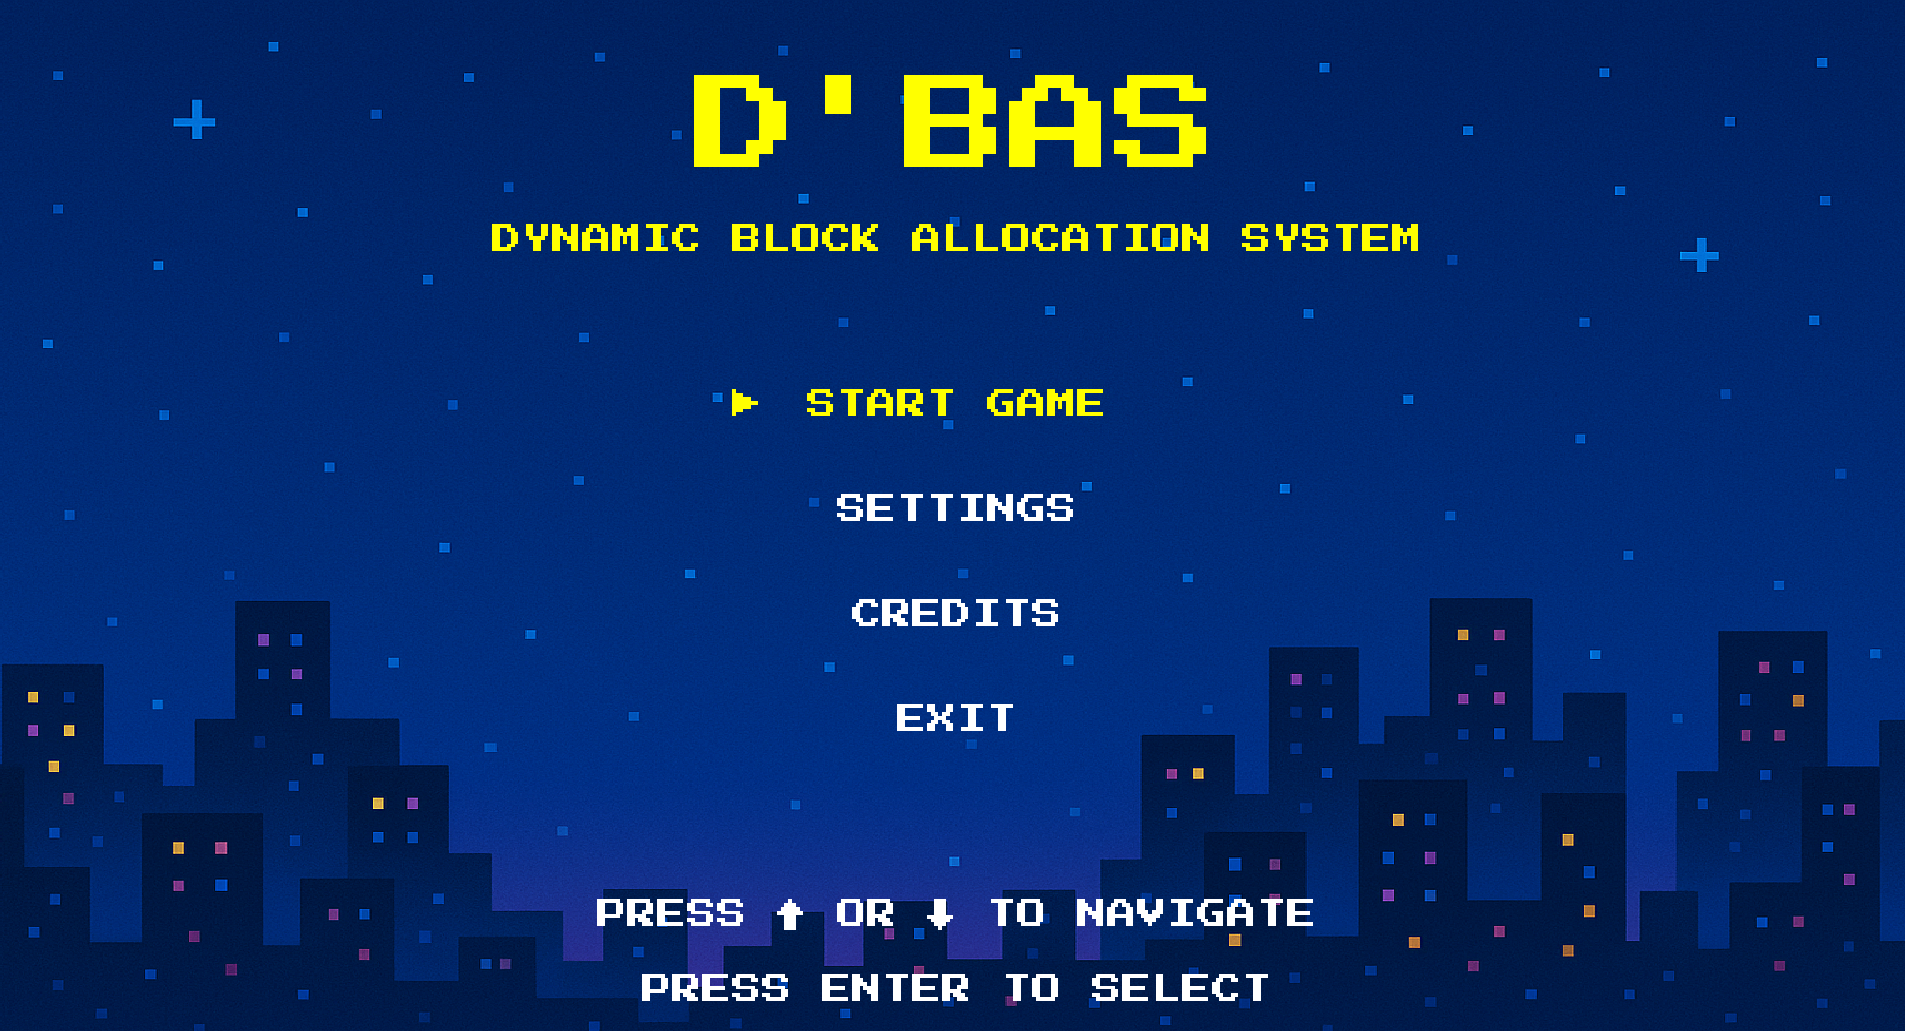 D'BAS
DYNAMIC BLOCK ALLOCATION SYSTEM
► START GAME
SETTINGS
CREDITS
EXIT
PRESS ⬆ OR ⬇ TO NAVIGATE
PRESS ENTER TO SELECT